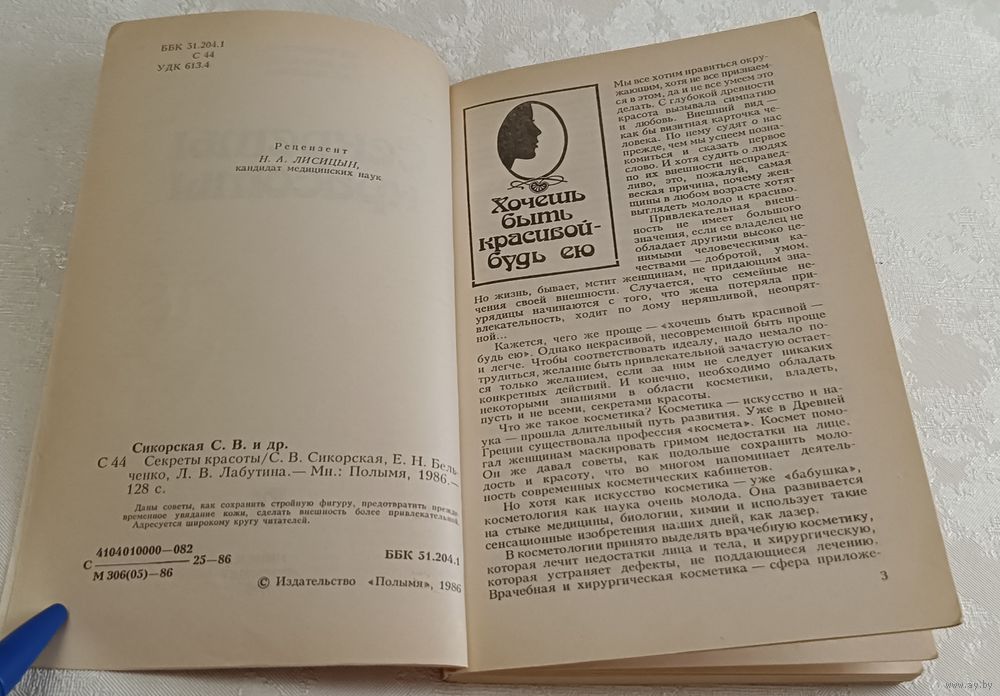 ББК 51.204.1
С 44
УДК 613.4
Рецензент
Н. А. ЛИСИЦЫН,
кандидат медицинских наук
Сикорская С. В. и др.
С 44 Секреты красоты/С. В. Сикорская, Е. Н. Бель-
ченко, Л. В. Лабутина.— Мн.: Полымя, 1986.—
128 с.
Даны советы, как сохранить стройную фигуру, предотвратить прежде-
временное увядание кожи, сделать внешность более привлекательной.
Адресуется широкому кругу читателей.
4104010000—082
С 25—86
М 306(05)—86
ББК 51.204.1
© Издательство «Полымя», 1986
Хочешь
быть
красивой-
будь ею
Мы все хотим нравиться окру-
жающим, хотя не все признаем-
ся в этом, да и не все умеем это
делать. С глубокой древности
красота вызывала симпатию
и любовь. Внешний вид —
как бы визитная карточка че-
ловека. По нему судят о нас
прежде, чем мы успеем позна-
комиться и сказать первое
слово. И хотя судить о людях
по их внешности несправед-
ливо, это, пожалуй, самая
веская причина, почему жен-
щины в любом возрасте хотят
выглядеть молодо и красиво.
Привлекательная внеш-
ность не имеет большого
значения, если ее владелец не
обладает другими высоко це-
нимыми человеческими ка-
чествами — добротой, умом.
Но жизнь, бывает, мстит женщинам, не придающим зна-
чения своей внешности. Случается, что семейные не-
урядицы начинаются с того, что жена потеряла при-
влекательность, ходит по дому неряшливой, неопрят-
ной...
Кажется, чего же проще — «хочешь быть красивой —
будь ею». Однако некрасивой, несовременной быть проще
и легче. Чтобы соответствовать идеалу, надо немало по-
трудиться, желание быть привлекательной зачастую остает-
ся только желанием, если за ним не следует никаких
конкретных действий. И конечно, необходимо обладать
некоторыми знаниями в области косметики, владеть,
пусть и не всеми, секретами красоты.
Что же такое косметика? Косметика — искусство и на-
ука — прошла длительный путь развития. Уже в Древней
Греции существовала профессия «космета». Космет помо-
гал женщинам маскировать гримом недостатки на лице.
Он же давал советы, как подольше сохранить моло-
дость и красоту, что во многом напоминает деятель-
ность современных косметических кабинетов.
Но хотя как искусство косметика — уже «бабушка»,
косметология как наука очень молода. Она развивается
на стыке медицины, биологии, химии и использует такие
сенсационные изобретения наших дней, как лазер.
В косметологии принято выделять врачебную косметику,
которая лечит недостатки лица и тела, и хирургическую,
которая устраняет дефекты, не поддающиеся лечению.
Врачебная и хирургическая косметика — сфера приложе-
3
www.ay.by